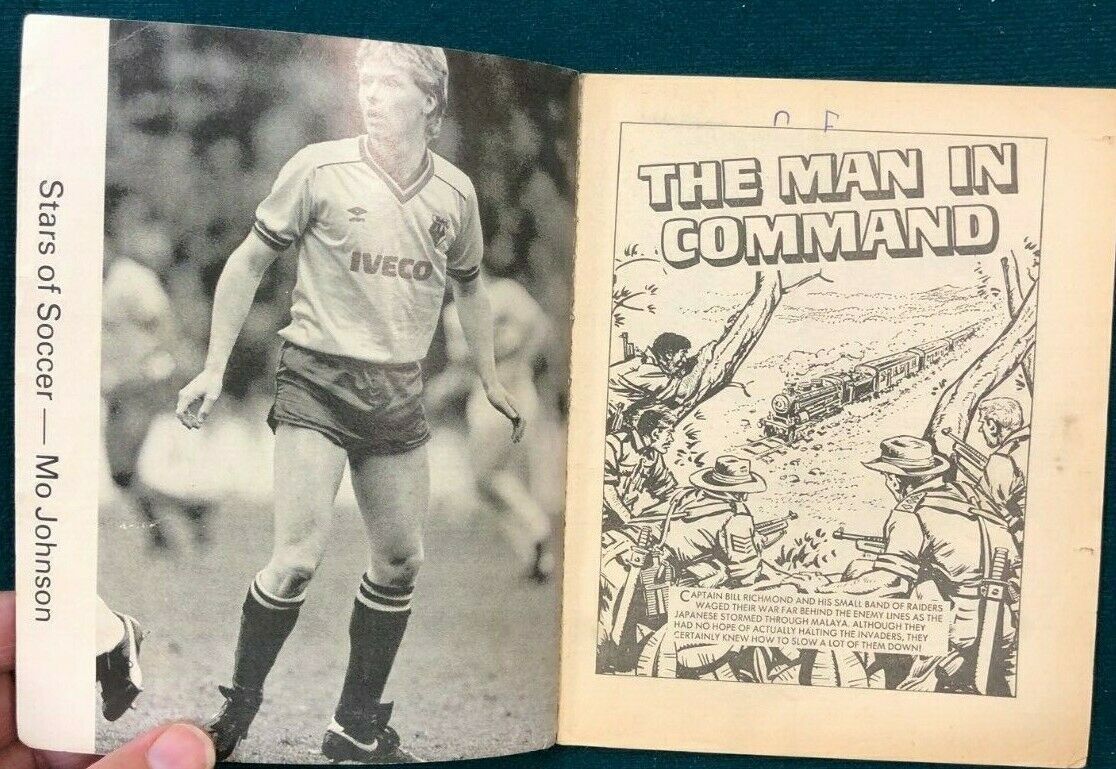 Stars of Soccer — Mo Johnson
IVECO
THE MAN IN
COMMAND
CAPTAIN BILL RICHMOND AND HIS SMALL BAND OF RAIDERS
WAGED THEIR WAR FAR BEHIND THE ENEMY LINES AS THE
JAPANESE STORMED THROUGH MALAYA. ALTHOUGH THEY
HAD NO HOPE OF ACTUALLY HALTING THE INVADERS, THEY
CERTAINLY KNEW HOW TO SLOW A LOT OF THEM DOWN!